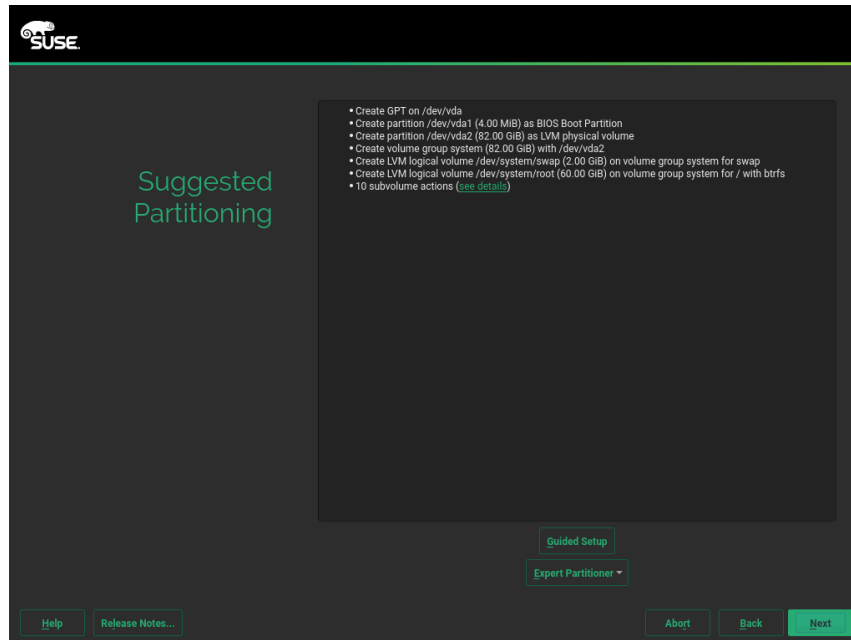 SUSE.
Suggested
Partitioning
• Create GPT on /dev/vda
• Create partition /dev/vda1 (4.00 MiB) as BIOS Boot Partition
• Create partition /dev/vda2 (82.00 GiB) as LVM physical volume
• Create volume group system (82.00 GiB) with /dev/vda2
• Create LVM logical volume /dev/system/swap (2.00 GiB) on volume group system for swap
• Create LVM logical volume /dev/system/root (60.00 GiB) on volume group system for / with btrfs
• 10 subvolume actions (see details)
Guided Setup
Expert Partitioner
Help Release Notes... Abort Back Next